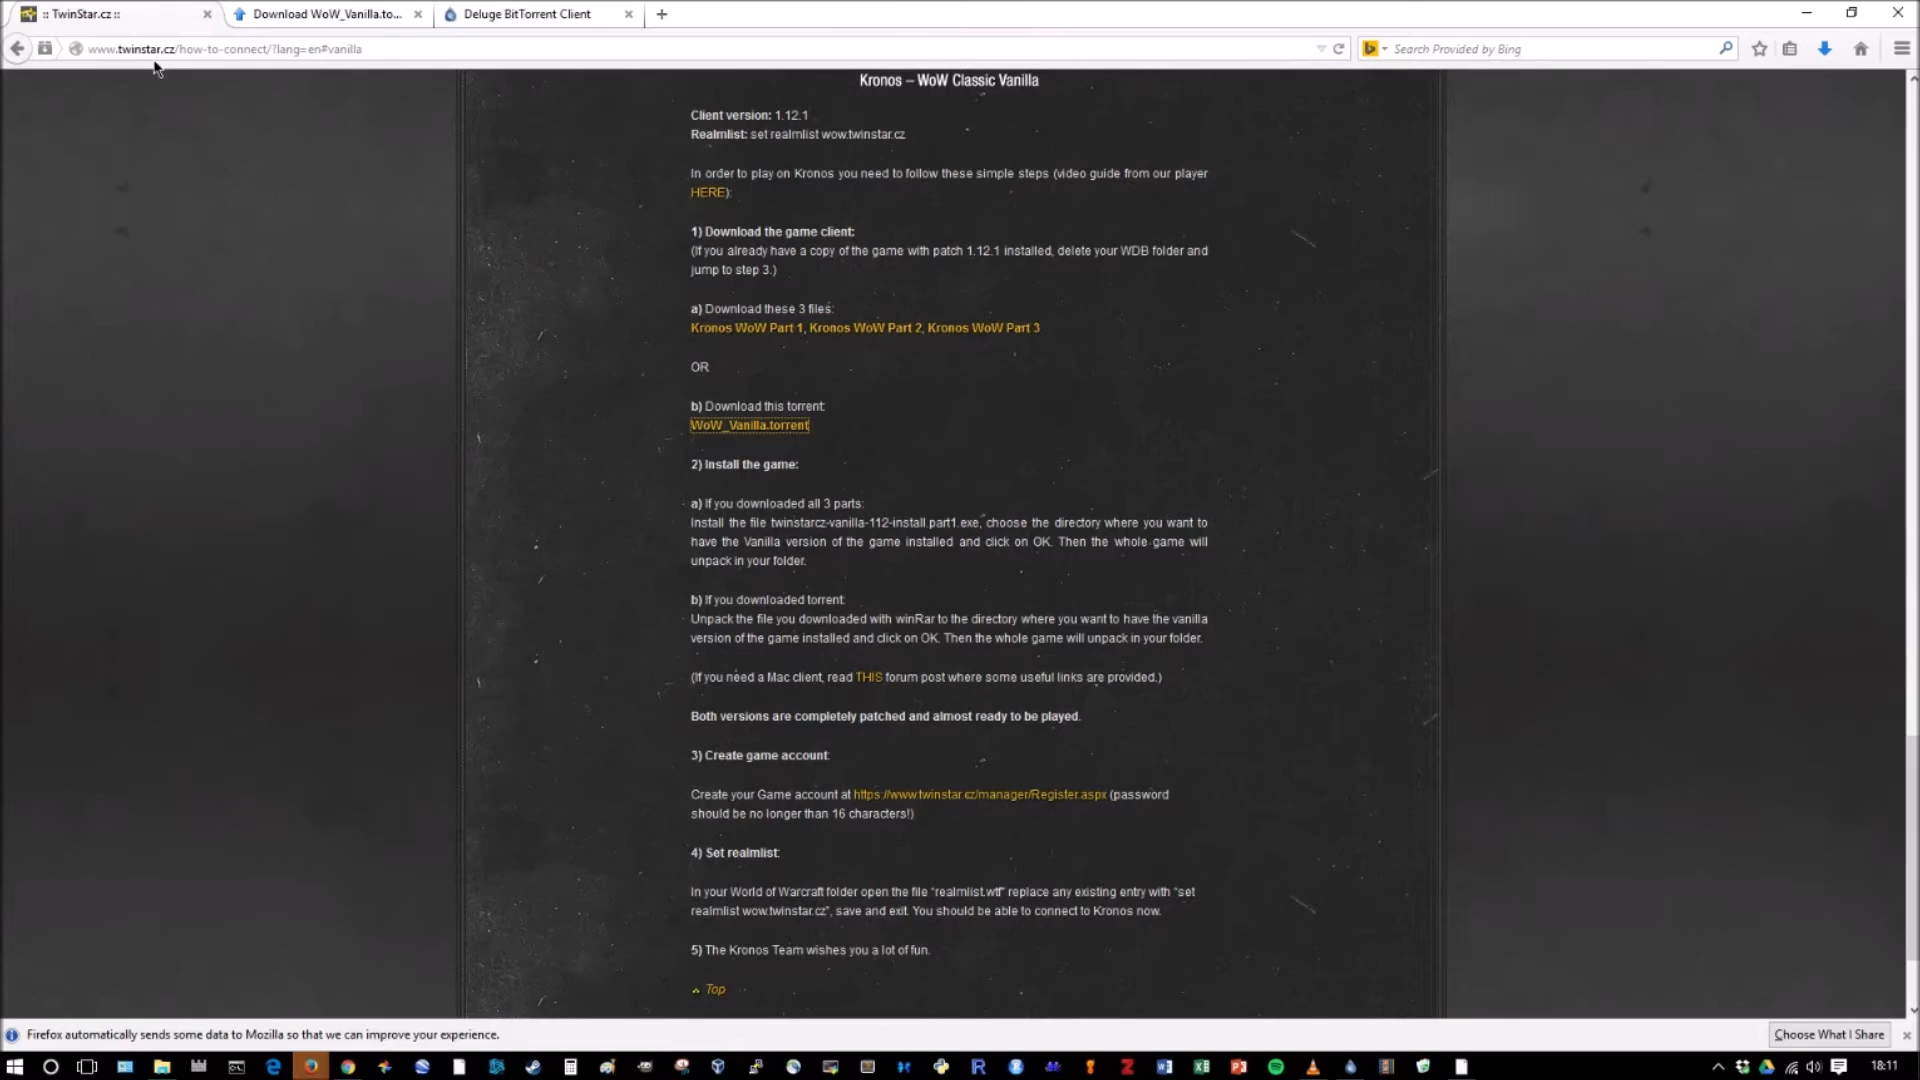 :: TwinStar.cz ::
Download WoW_Vanilla.to...
Deluge BitTorrent Client
www.twinstar.cz/how-to-connect/?lang=en#vanilla
Search Provided by Bing
Kronos – WoW Classic Vanilla
Client version: 1.12.1
Realmlist: set realmlist wow.twinstar.cz
In order to play on Kronos you need to follow these simple steps (video guide from our player
HERE):
1) Download the game client:
(If you already have a copy of the game with patch 1.12.1 installed, delete your WDB folder and
jump to step 3.)
a) Download these 3 files:
Kronos WoW Part 1, Kronos WoW Part 2, Kronos WoW Part 3
OR
b) Download this torrent:
WoW_Vanilla.torrent
2) Install the game:
a) If you downloaded all 3 parts:
Install the file twinstarcz-vanilla-112-install.part1.exe, choose the directory where you want to
have the Vanilla version of the game installed and click on OK. Then the whole game will
unpack in your folder.
b) If you downloaded torrent:
Unpack the file you downloaded with winRar to the directory where you want to have the vanilla
version of the game installed and click on OK. Then the whole game will unpack in your folder.
(If you need a Mac client, read THIS forum post where some useful links are provided.)
Both versions are completely patched and almost ready to be played.
3) Create game account:
Create your Game account at https://www.twinstar.cz/manager/Register.aspx (password
should be no longer than 16 characters!)
4) Set realmlist:
In your World of Warcraft folder open the file “realmlist.wtf” replace any existing entry with “set
realmlist wow.twinstar.cz”, save and exit. You should be able to connect to Kronos now.
5) The Kronos Team wishes you a lot of fun.
Top
Firefox automatically sends some data to Mozilla so that we can improve your experience.
Choose What I Share
18:11